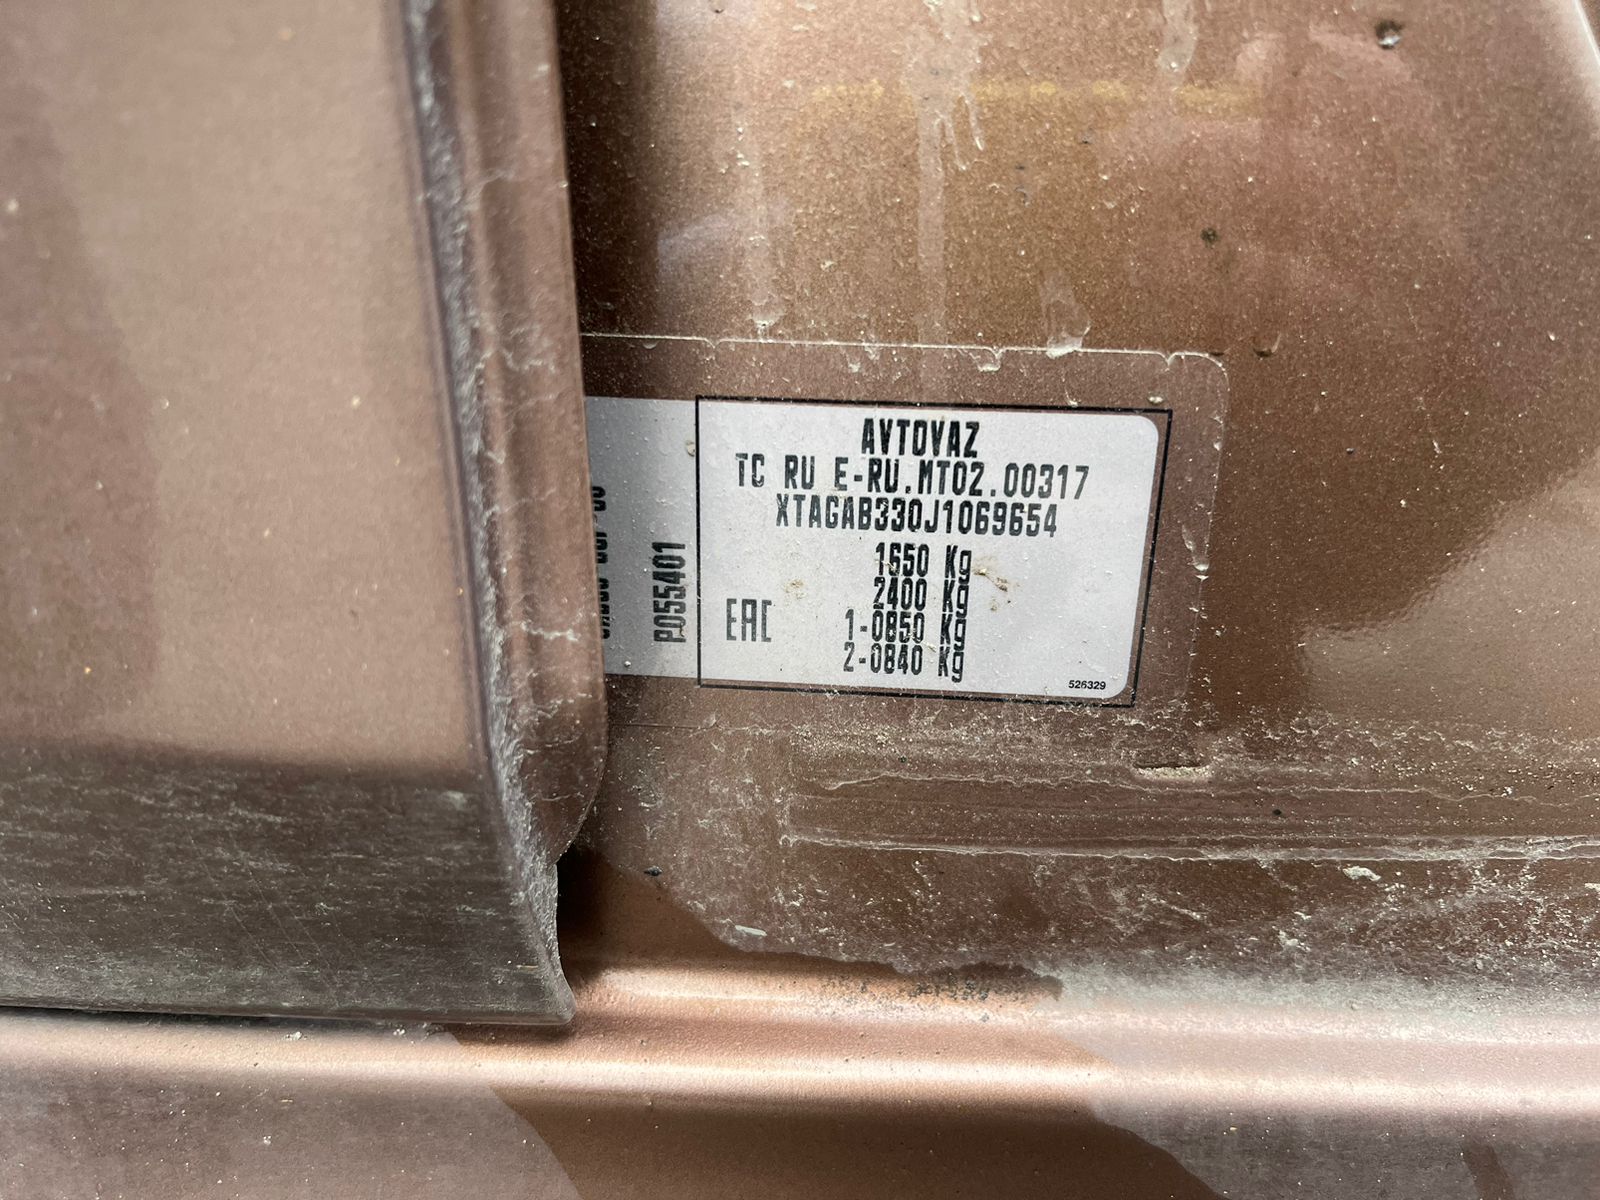 AVTOVAZ
TC RU E-RU.MT02.00317
XTAGAB330J1069654
1650 Kg
2400 Kg
EAC
1-0850 Kg
2-0840 Kg
526329
P055401